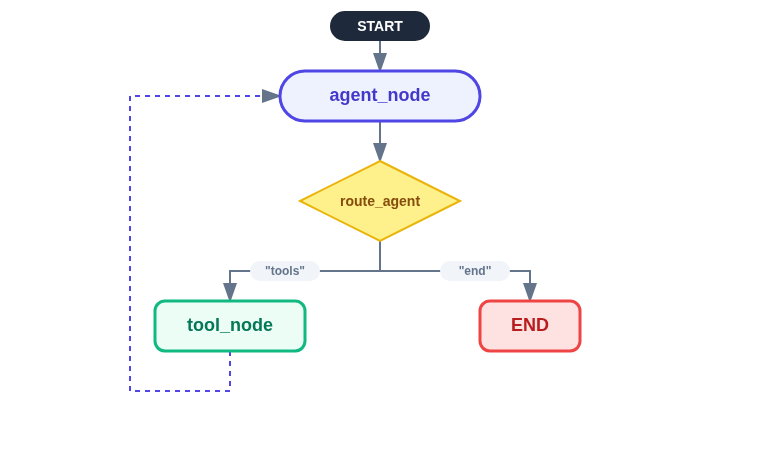 START
agent_node
route_agent
"tools"
"end"
tool_node
END